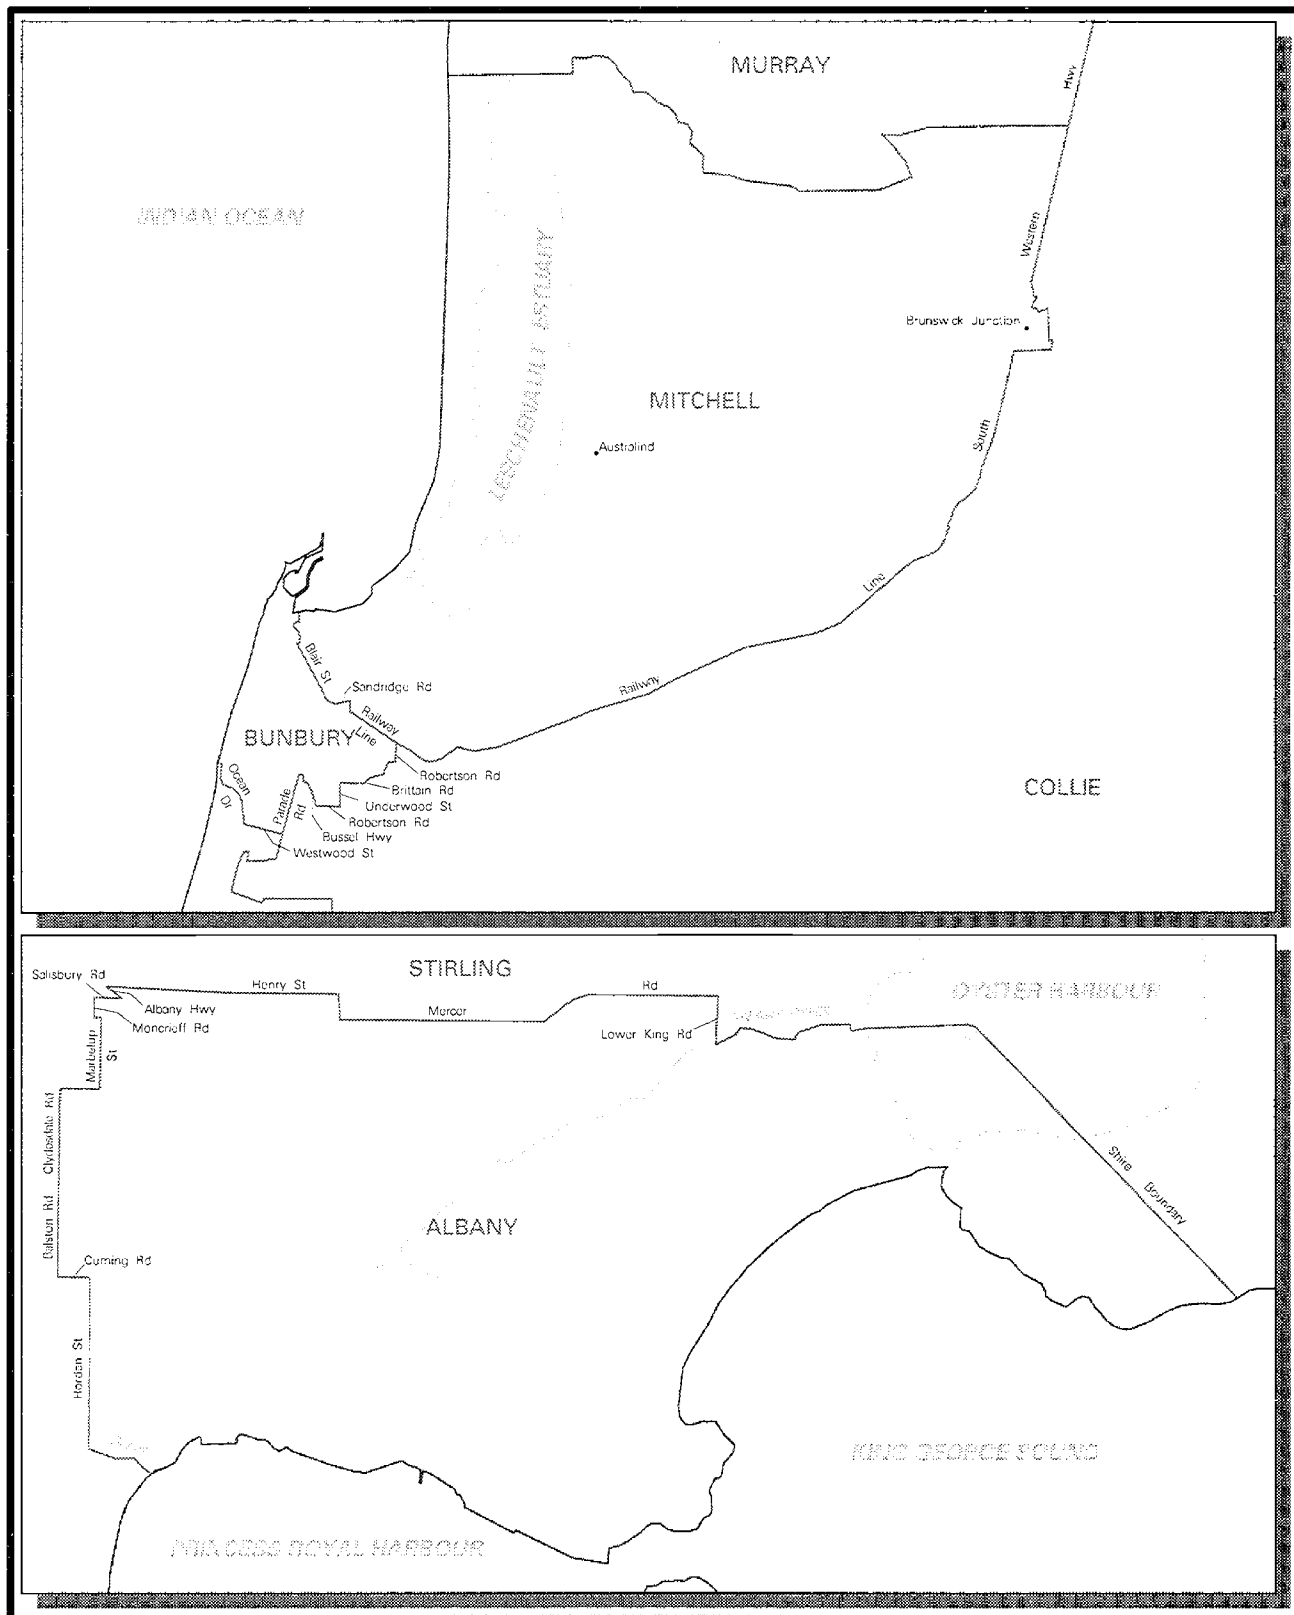 MURRAY
Hwy
INDIAN OCEAN
Western
LESCHENAULT ESTUARY
Brunswick Junction
MITCHELL
South
Australind
Line
Blair St
Sandridge Rd
Railway
Railway
Line
BUNBURY
Ocean
Dr
Robertson Rd
COLLIE
Brittain Rd
Parade
Rd
Underwood St
Robertson Rd
Bussel Hwy
Westwood St
STIRLING
Salisbury Rd
Henry St
Rd
OYSTER HARBOUR
Albany Hwy
Mercer
Moncrieff Rd
Lower King Rd
Marbelup
St
Clydesdale Rd
Shire
Boundary
Balston Rd
ALBANY
Cuming Rd
Hardan St
KING GEORGE SOUND
PRINCESS ROYAL HARBOUR